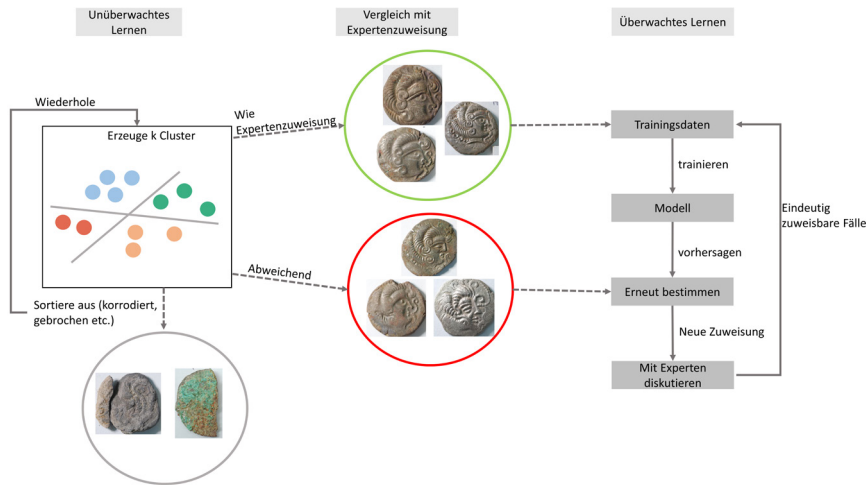 Unüberwachtes
Lernen
Vergleich mit
Expertenzuweisung
Überwachtes Lernen
Wiederhole
Erzeuge k Cluster
Wie
Expertenzuweisung
Abweichend
Sortiere aus (korrodiert,
gebrochen etc.)
Trainingsdaten
trainieren
Modell
vorhersagen
Erneut bestimmen
Neue Zuweisung
Mit Experten
diskutieren
Eindeutig
zuweisbare Fälle